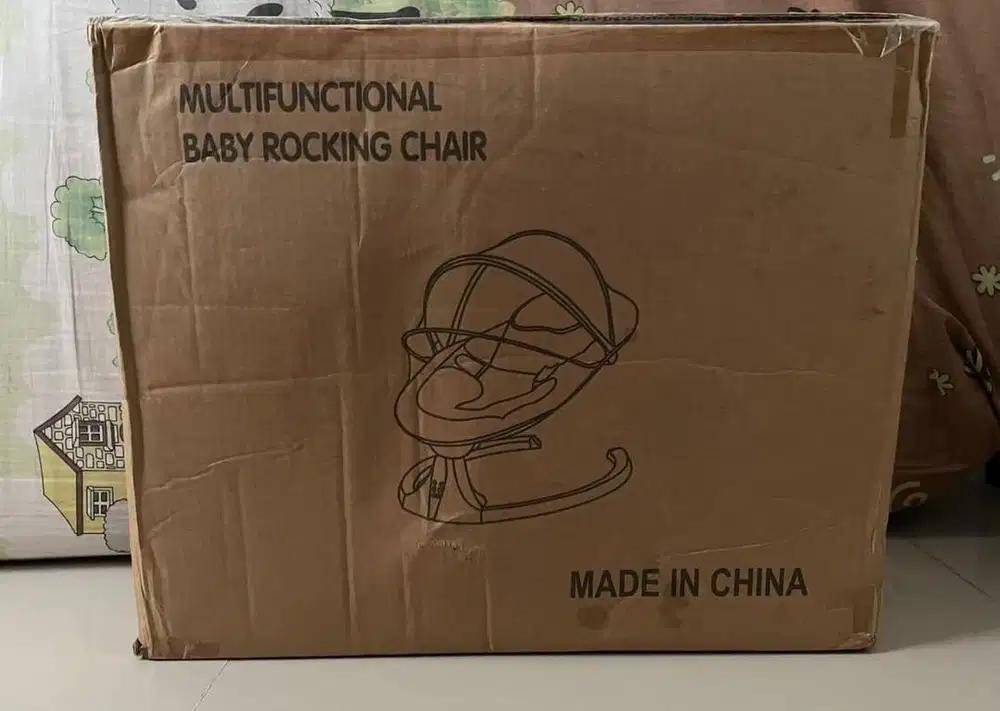 MULTIFUNCTIONAL
BABY ROCKING CHAIR
MADE IN CHINA